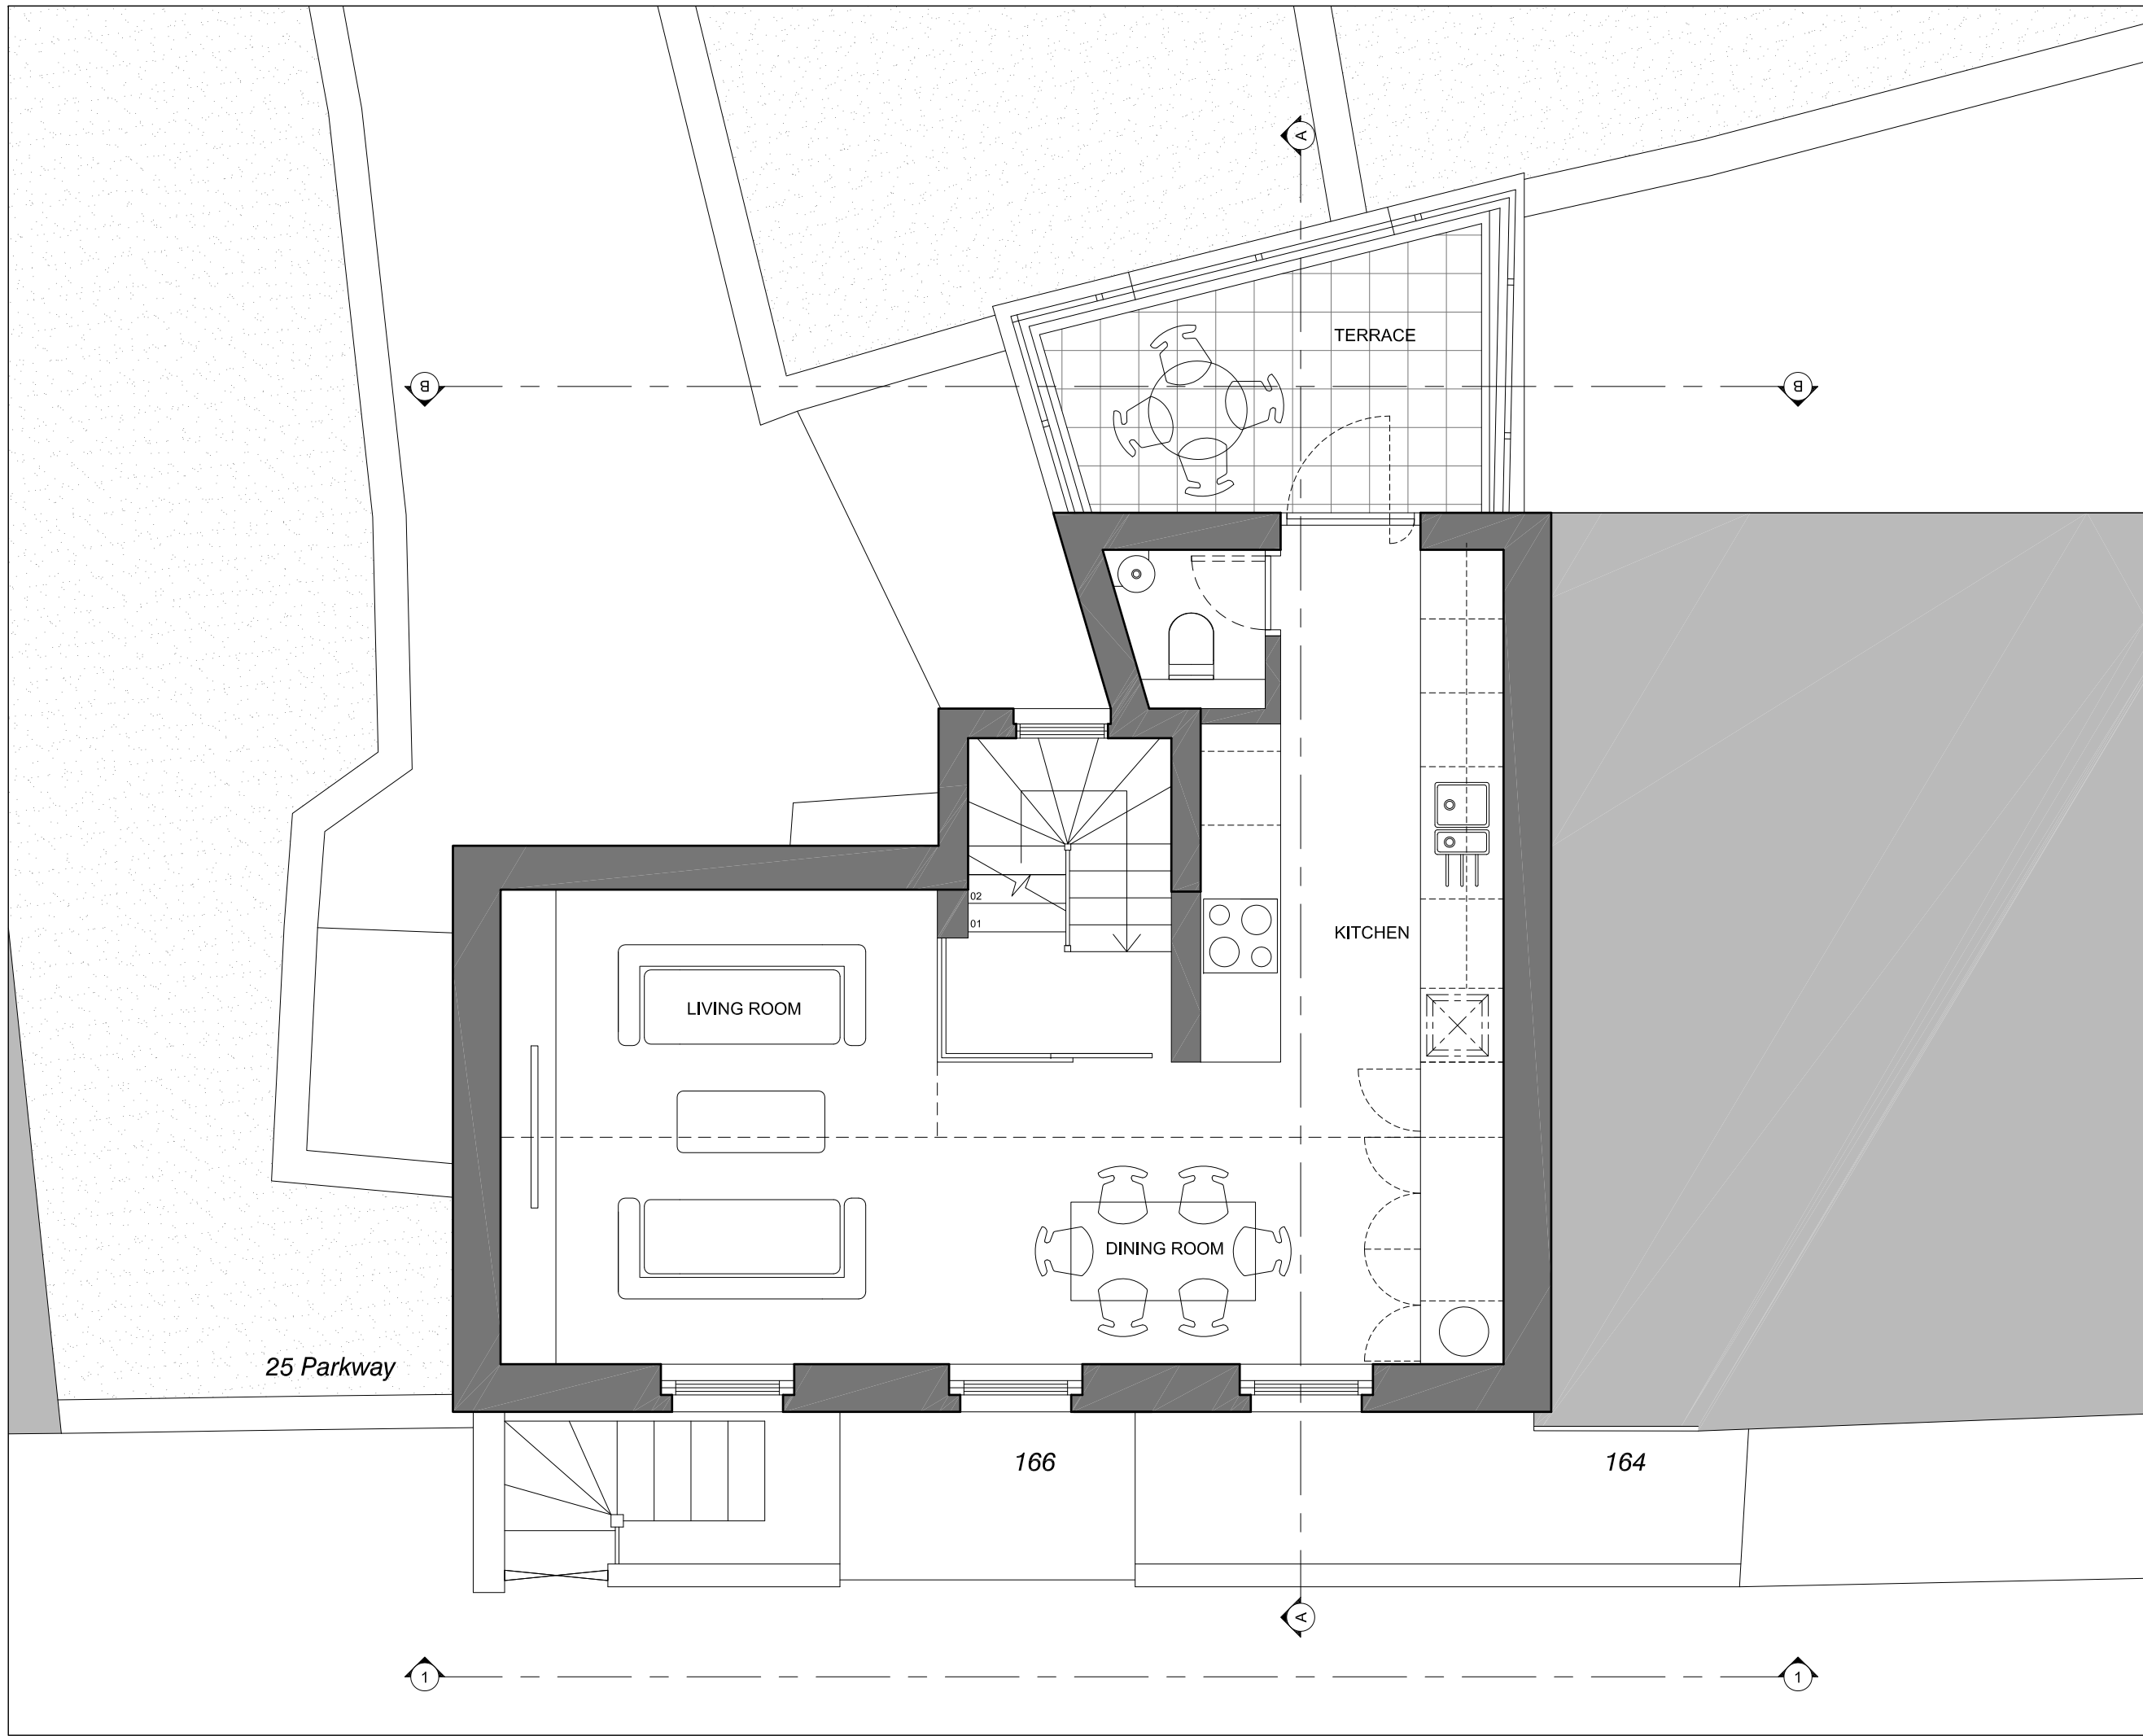 A
TERRACE
B
B
02
01
KITCHEN
LIVING ROOM
DINING ROOM
25 Parkway
166
164
A
1
1